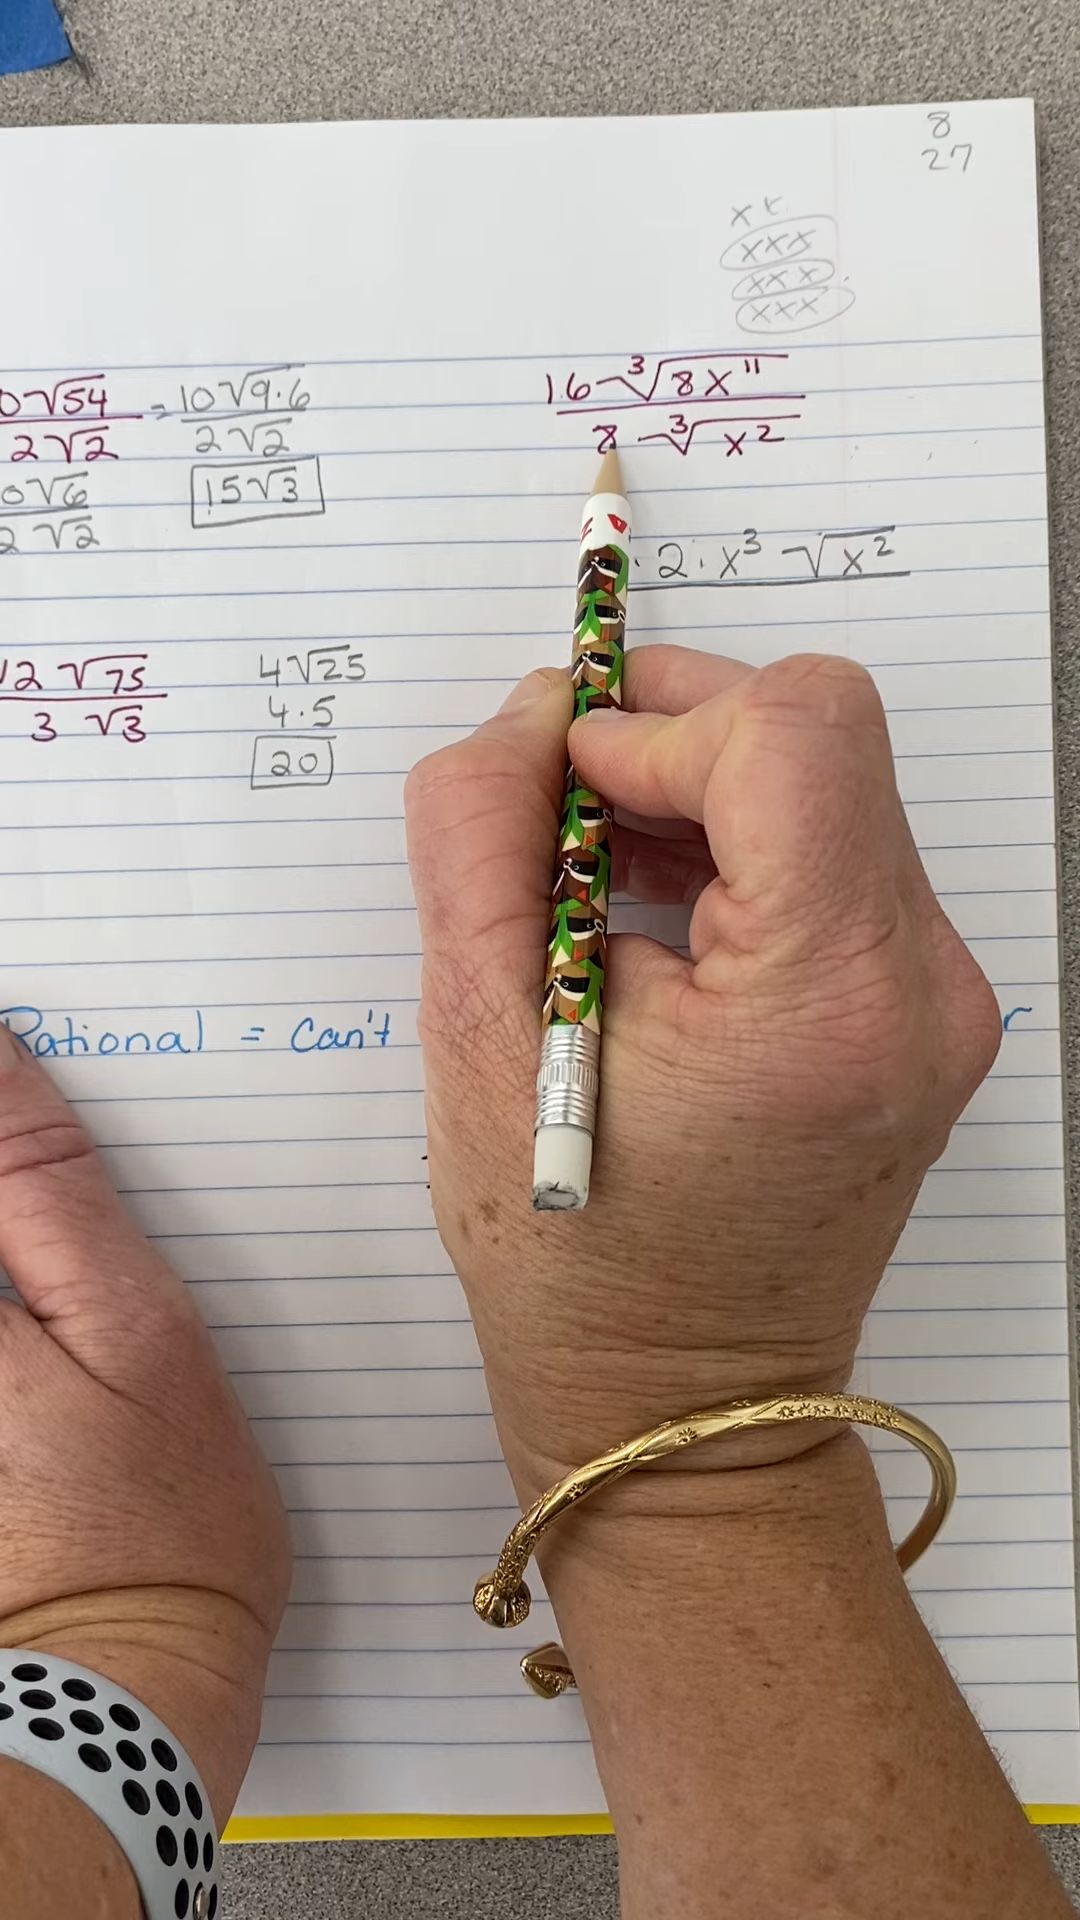 8
27
x x
xxx
xxx
xxx
0√54 / 2√2 = 10√9·6 / 2√2
0√6 / 2√2
15√3
16 ∛8x¹¹ / 8 ∛x²
· 2 · x³ √x²
12 √75 / 3 √3
4√25
4·5
20
Rational = Can't r